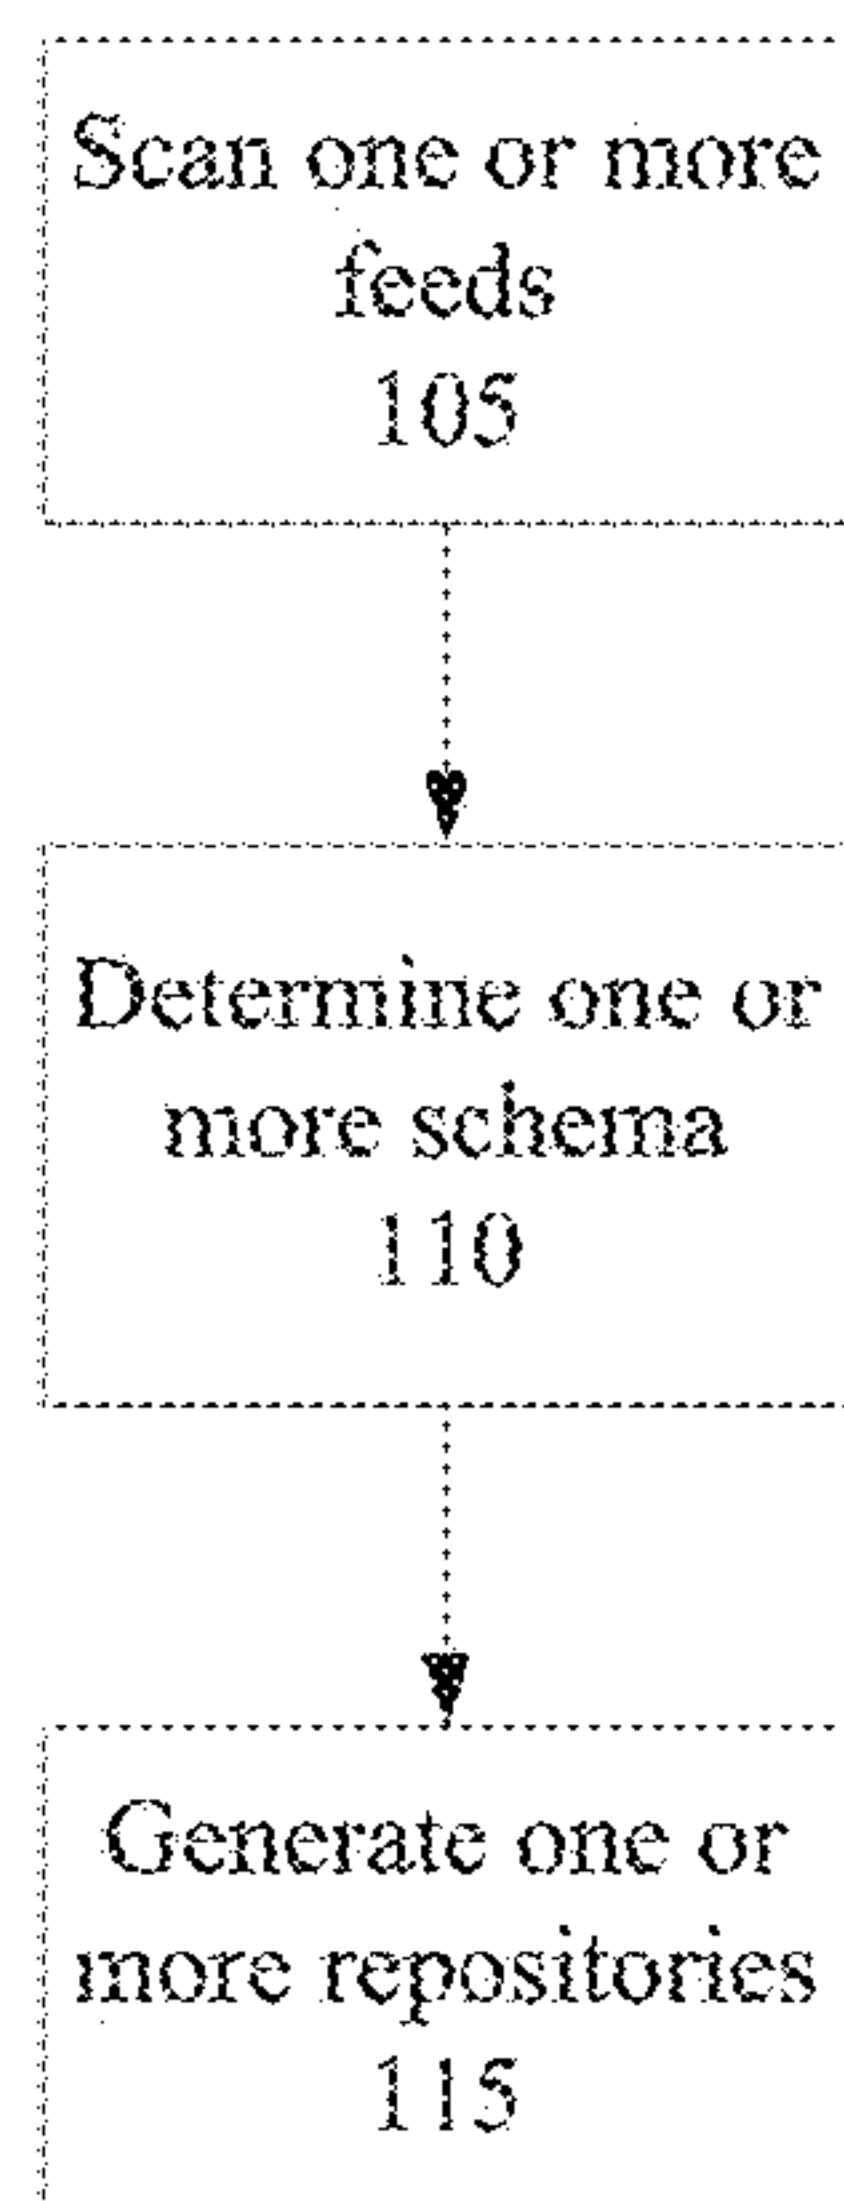 Scan one or more
feeds
105
Determine one or
more schema
110
Generate one or
more repositories
115